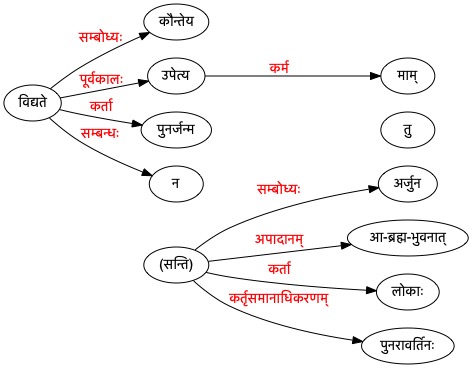 कौन्तेय
सम्बोध्यः
पूर्वकालः
उपेत्य
कर्म
माम्
विद्यते
कर्ता
पुनर्जन्म
तु
सम्बन्धः
न
सम्बोध्यः
अर्जुन
अपादानम्
आ-ब्रह्म-भुवनात्
(सन्ति)
कर्ता
लोकाः
कर्तृसमानाधिकरणम्
पुनरावर्तिनः